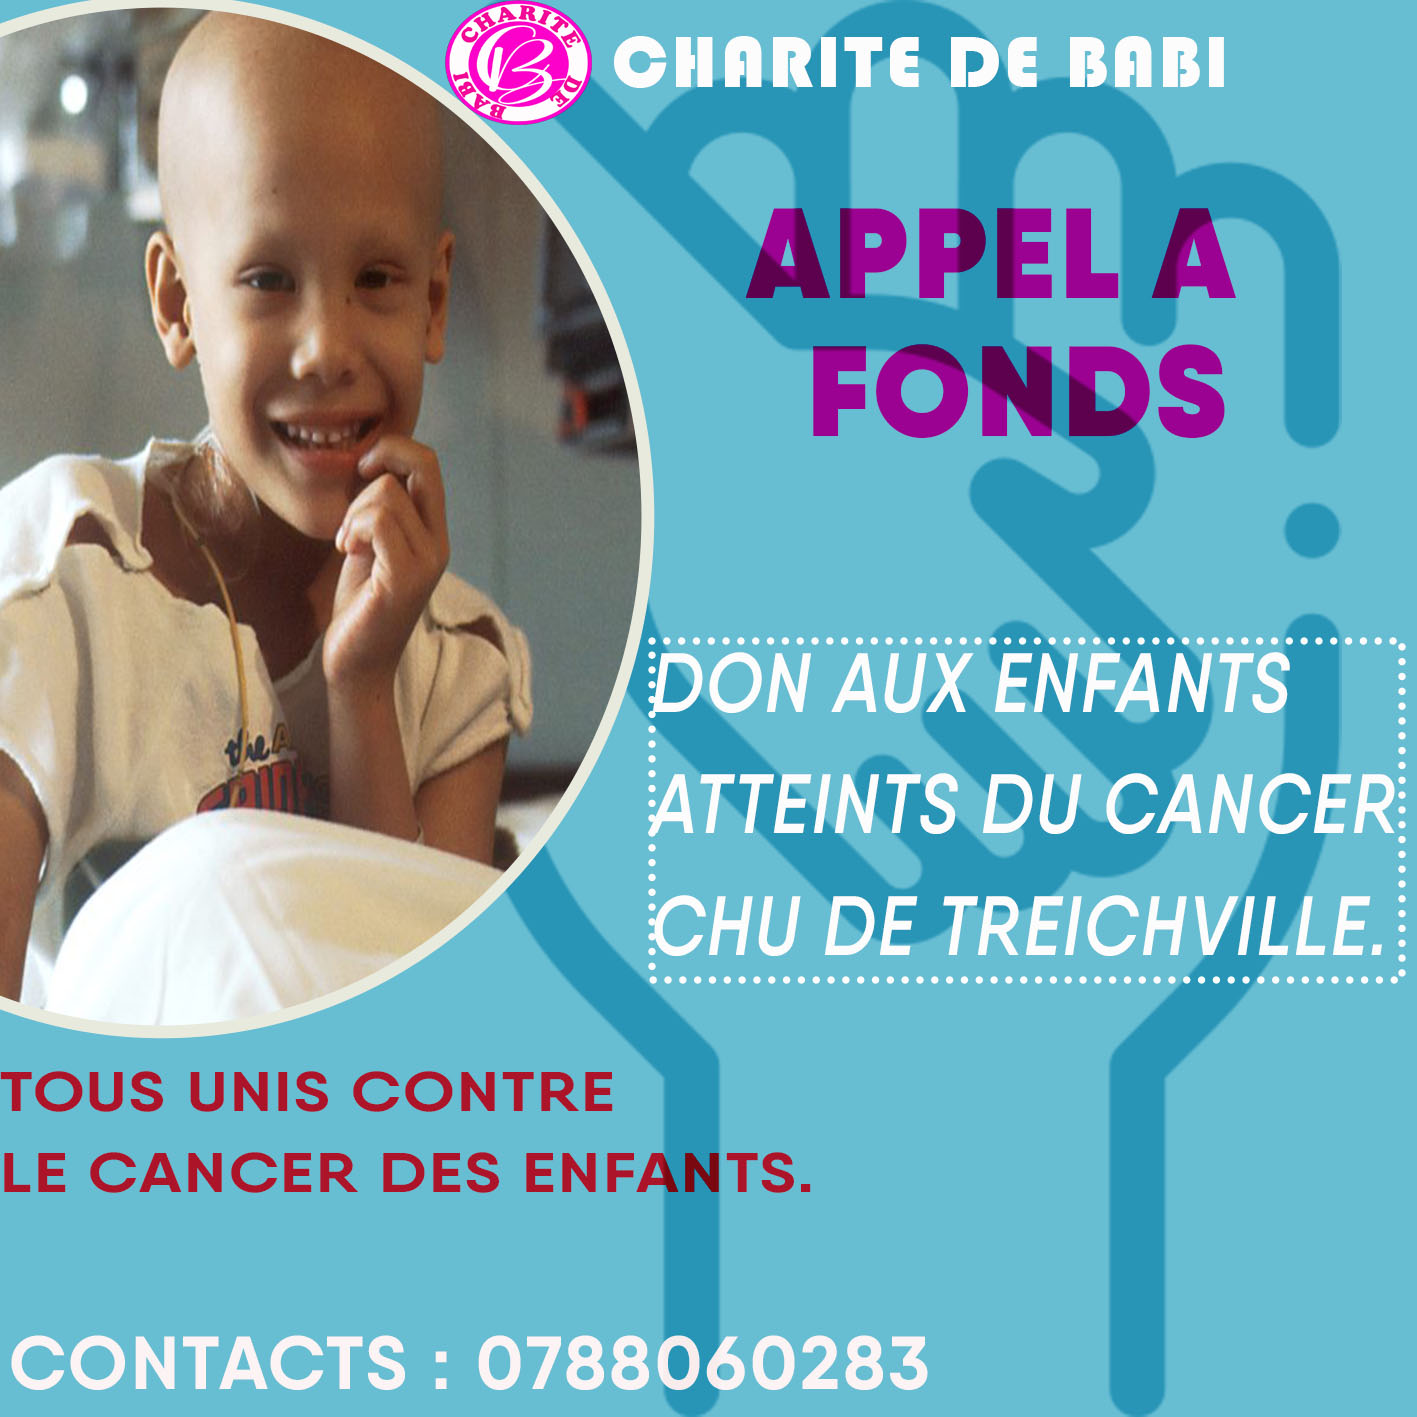 CHARITE DE BABI
CHARITE DE BABI
B
APPEL A
FONDS
the
DON AUX ENFANTS
ATTEINTS DU CANCER
CHU DE TREICHVILLE.
TOUS UNIS CONTRE
LE CANCER DES ENFANTS.
CONTACTS : 0788060283